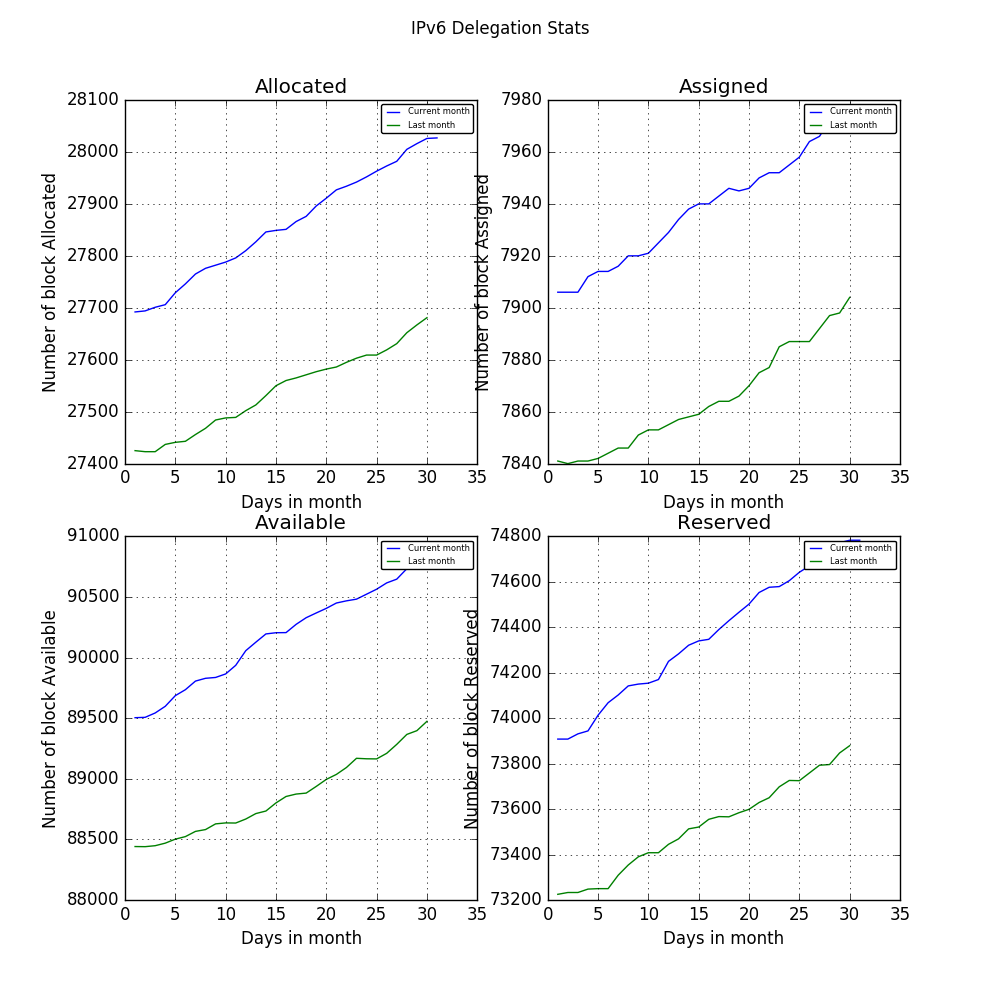 IPv6 Delegation Stats
Allocated
Number of block Allocated
28100
28000
27900
27800
27700
27600
27500
27400
0 5 10 15 20 25 30 35
Days in month
Current month
Last month
Assigned
Number of block Assigned
7980
7960
7940
7920
7900
7880
7860
7840
0 5 10 15 20 25 30 35
Days in month
Current month
Last month
Available
Number of block Available
91000
90500
90000
89500
89000
88500
88000
0 5 10 15 20 25 30 35
Days in month
Current month
Last month
Reserved
Number of block Reserved
74800
74600
74400
74200
74000
73800
73600
73400
73200
0 5 10 15 20 25 30 35
Days in month
Current month
Last month